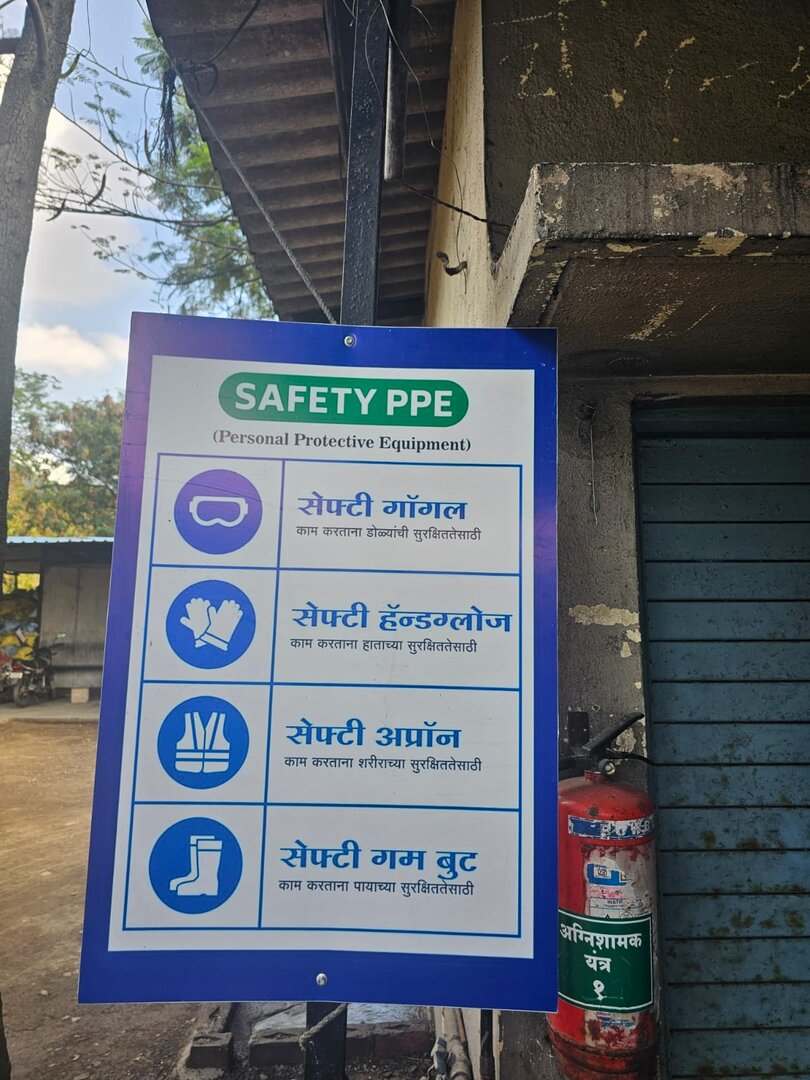 SAFETY PPE
(Personal Protective Equipment)
सेफ्टी गॉगल
काम करताना डोळ्यांची सुरक्षिततेसाठी
सेफ्टी हॅन्डग्लोज
काम करताना हाताच्या सुरक्षिततेसाठी
सेफ्टी अप्रॉन
काम करताना शरीराच्या सुरक्षिततेसाठी
सेफ्टी गम बुट
काम करताना पायाच्या सुरक्षिततेसाठी
अग्निशामक
यंत्र
१